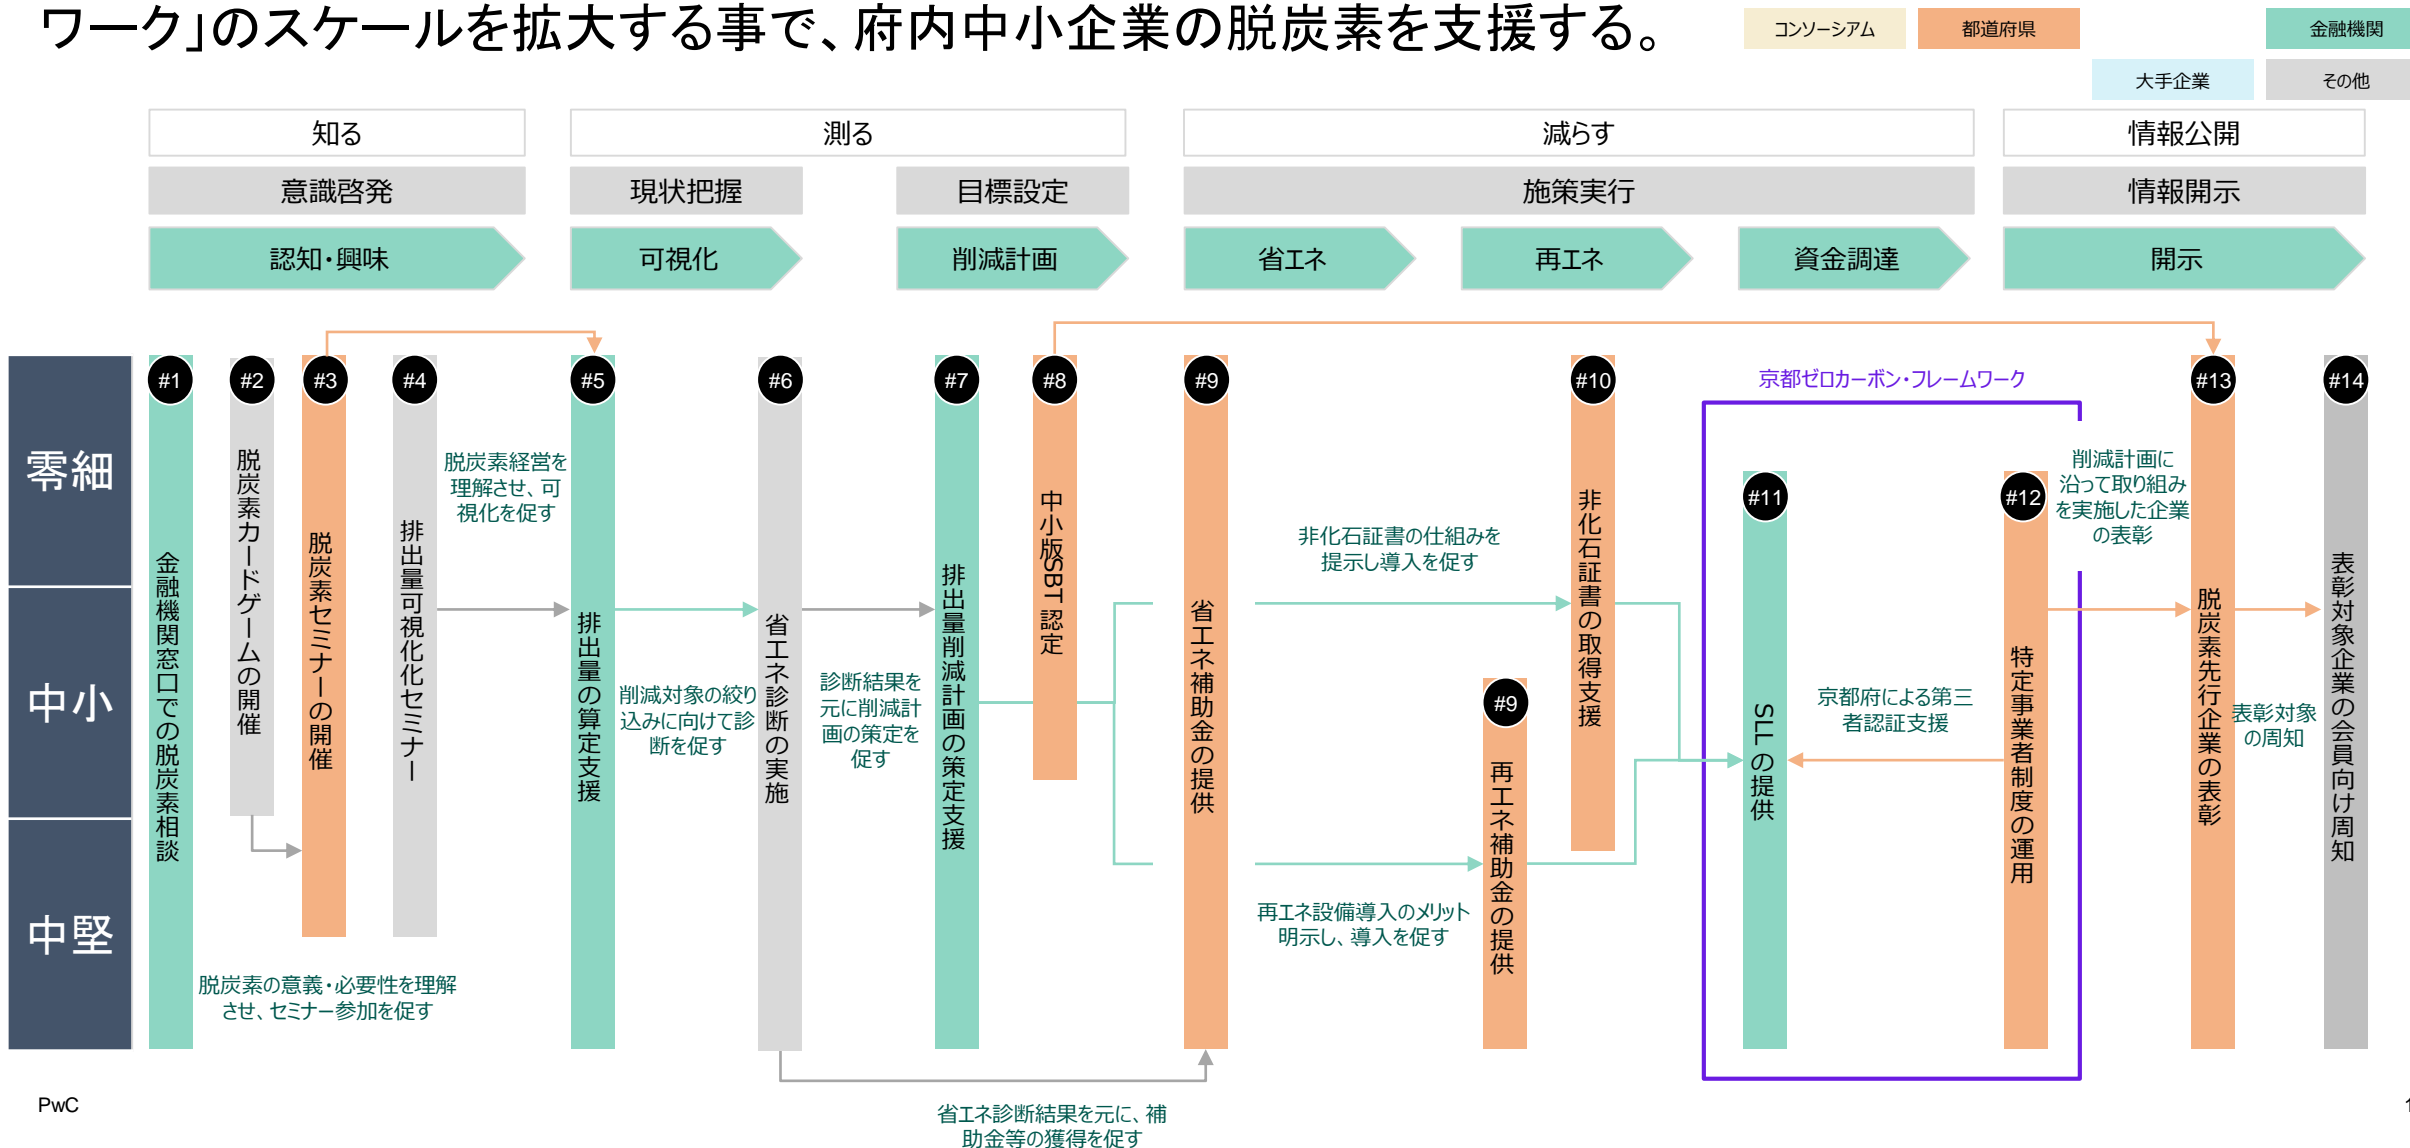 ワーク」のスケールを拡大する事で、府内中小企業の脱炭素を支援する。
コンソーシアム
都道府県
金融機関
大手企業
その他
知る
測る
減らす
情報公開
意識啓発
現状把握
目標設定
施策実行
情報開示
認知・興味
可視化
削減計画
省エネ
再エネ
資金調達
開示
零細
中小
中堅
#1
金融機関窓口での脱炭素相談
#2
脱炭素カードゲームの開催
#3
脱炭素セミナーの開催
#4
排出量可視化化セミナー
脱炭素経営を
理解させ、可
視化を促す
脱炭素の意義・必要性を理解
させ、セミナー参加を促す
#5
排出量の算定支援
削減対象の絞り
込みに向けて診
断を促す
#6
省エネ診断の実施
診断結果を
元に削減計
画の策定を
促す
#7
排出量削減計画の策定支援
#8
中小版SBT 認定
#9
省エネ補助金の提供
省エネ診断結果を元に、補
助金等の獲得を促す
非化石証書の仕組みを
提示し導入を促す
再エネ設備導入のメリット
明示し、導入を促す
#9
再エネ補助金の提供
#10
非化石証書の取得支援
京都ゼロカーボン・フレームワーク
#11
SLL の提供
京都府による第三
者認証支援
#12
特定事業者制度の運用
削減計画に
沿って取り組み
を実施した企業
の表彰
#13
脱炭素先行企業の表彰
表彰対象
の周知
#14
表彰対象企業の会員向け周知
PwC
1